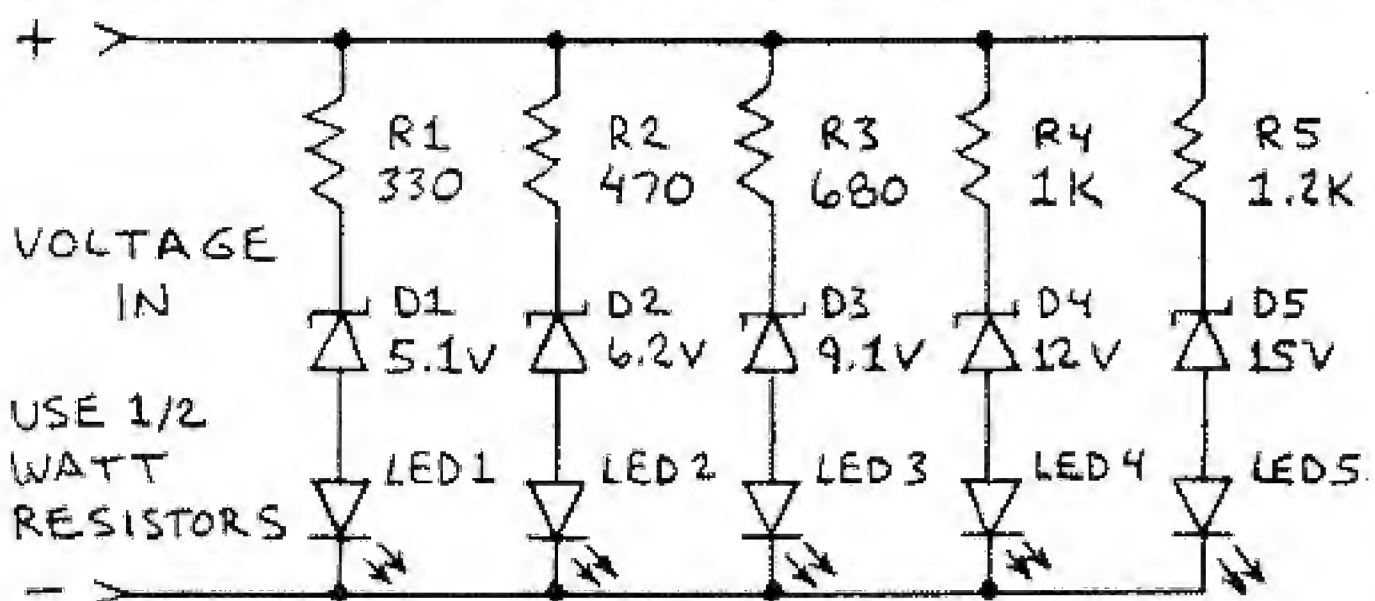 +
R1
330
R2
470
R3
680
R4
1K
R5
1.2K
VOLTAGE
IN
D1
5.1V
D2
6.2V
D3
9.1V
D4
12V
D5
15V
USE 1/2
WATT
RESISTORS
LED1
LED2
LED3
LED4
LED5
-